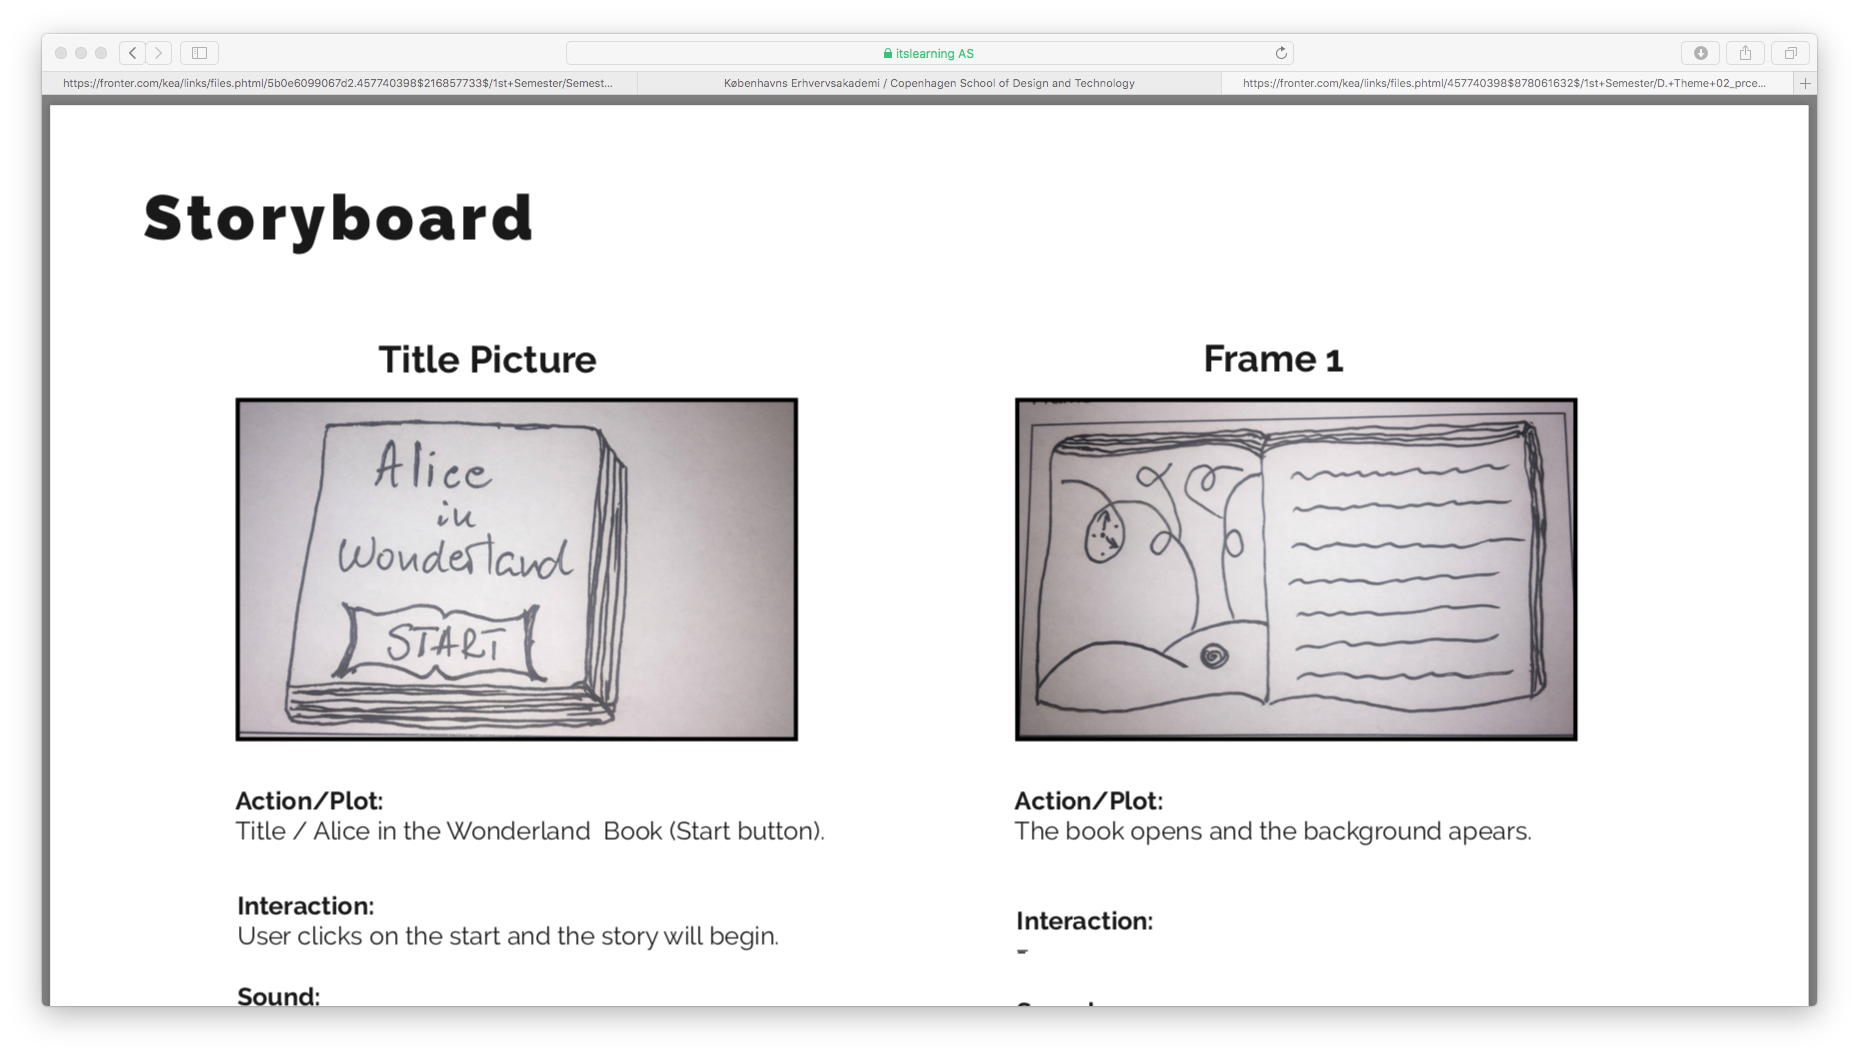 itslearning AS
https://fronter.com/kea/links/files.phtml/5b0e6099067d2.457740398$216857733$/1st+Semester/Semest...
Københavns Erhvervsakademi / Copenhagen School of Design and Technology
https://fronter.com/kea/links/files.phtml/457740398$878061632$/1st+Semester/D.+Theme+02_prce...
Storyboard
Title Picture
Alice
in
Wonderland
START
Action/Plot:
Title / Alice in the Wonderland  Book (Start button).
Interaction:
User clicks on the start and the story will begin.
Sound:
Frame 1
Action/Plot:
The book opens and the background apears.
Interaction:
-